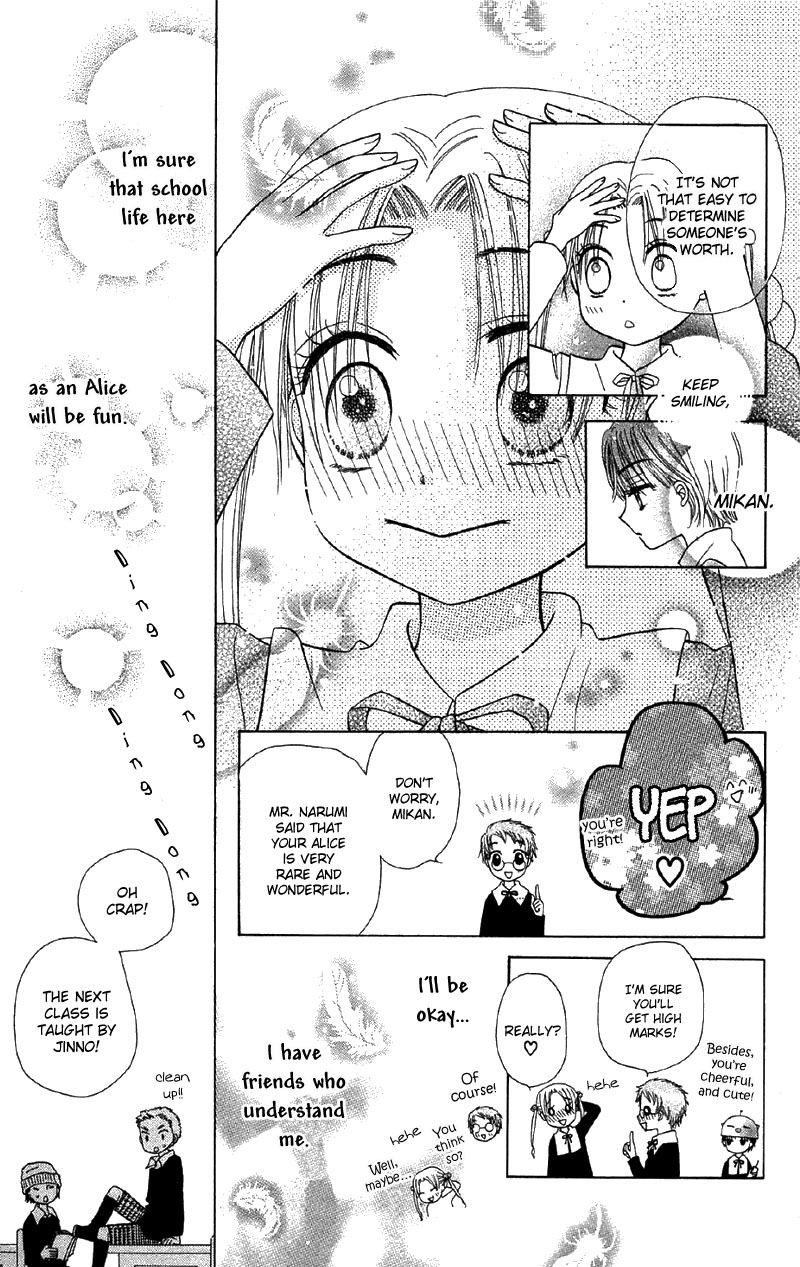 IT'S NOT
THAT EASY TO
DETERMINE
SOMEONE'S
WORTH.
KEEP
SMILING,
MIKAN.
YEP
you're
right!
DON'T
WORRY,
MIKAN.
MR. NARUMI
SAID THAT
YOUR ALICE
IS VERY
RARE AND
WONDERFUL.
I'M SURE
YOU'LL
GET HIGH
MARKS!
Besides,
you're
cheerful,
and cute!
REALLY?
hehe
I'll be
okay...
Of
course!
hehe
You
think
so?
Well,
maybe...
I have
friends who
understand
me.
I'm sure
that school
life here
as an Alice
will be fun.
Ding Dong
Ding Dong
OH
CRAP!
THE NEXT
CLASS IS
TAUGHT BY
JINNO!
clean
up!!